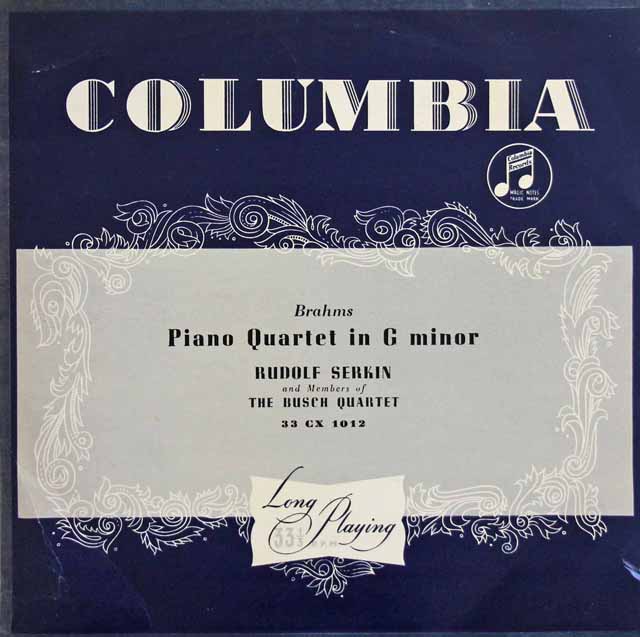 COLUMBIA
Columbia
Records
MAGIC NOTES
TRADE MARK
Brahms
Piano Quartet in G minor
RUDOLF SERKIN
and Members of
THE BUSCH QUARTET
33 CX 1012
Long Playing
33⅓ R.P.M.